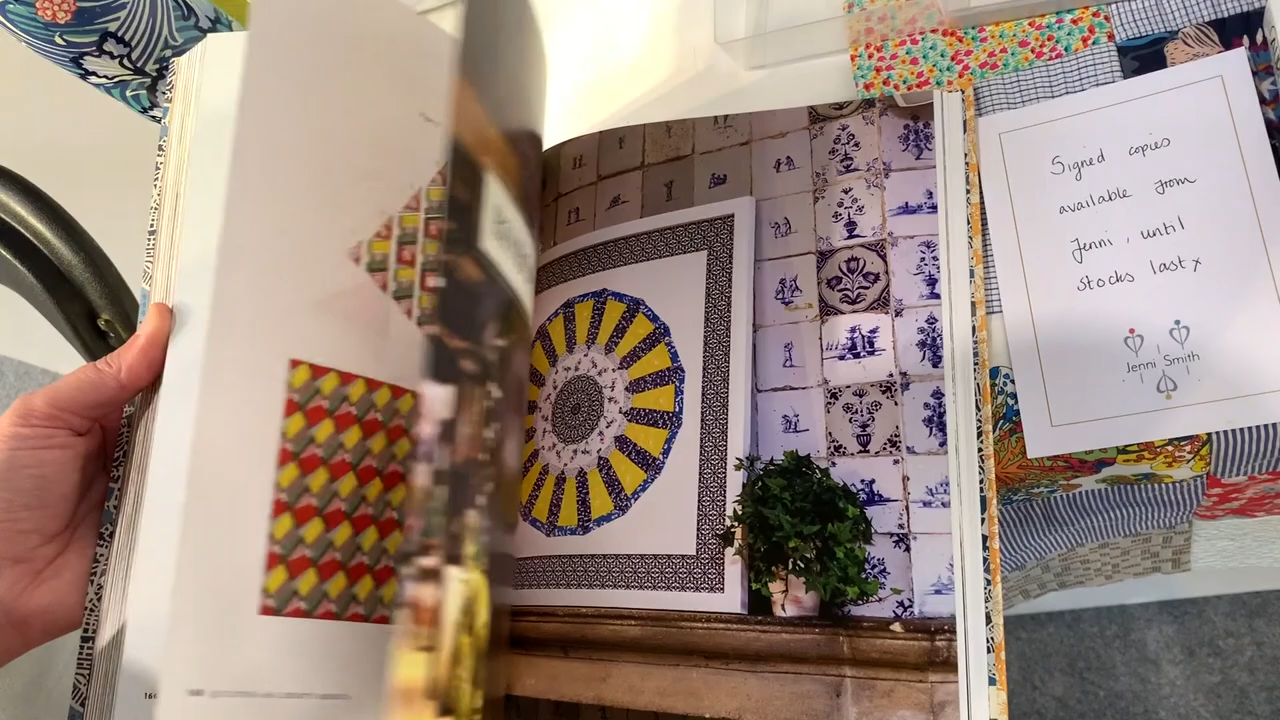 Signed copies
available from
Jenni, until
stocks last x
Jenni Smith